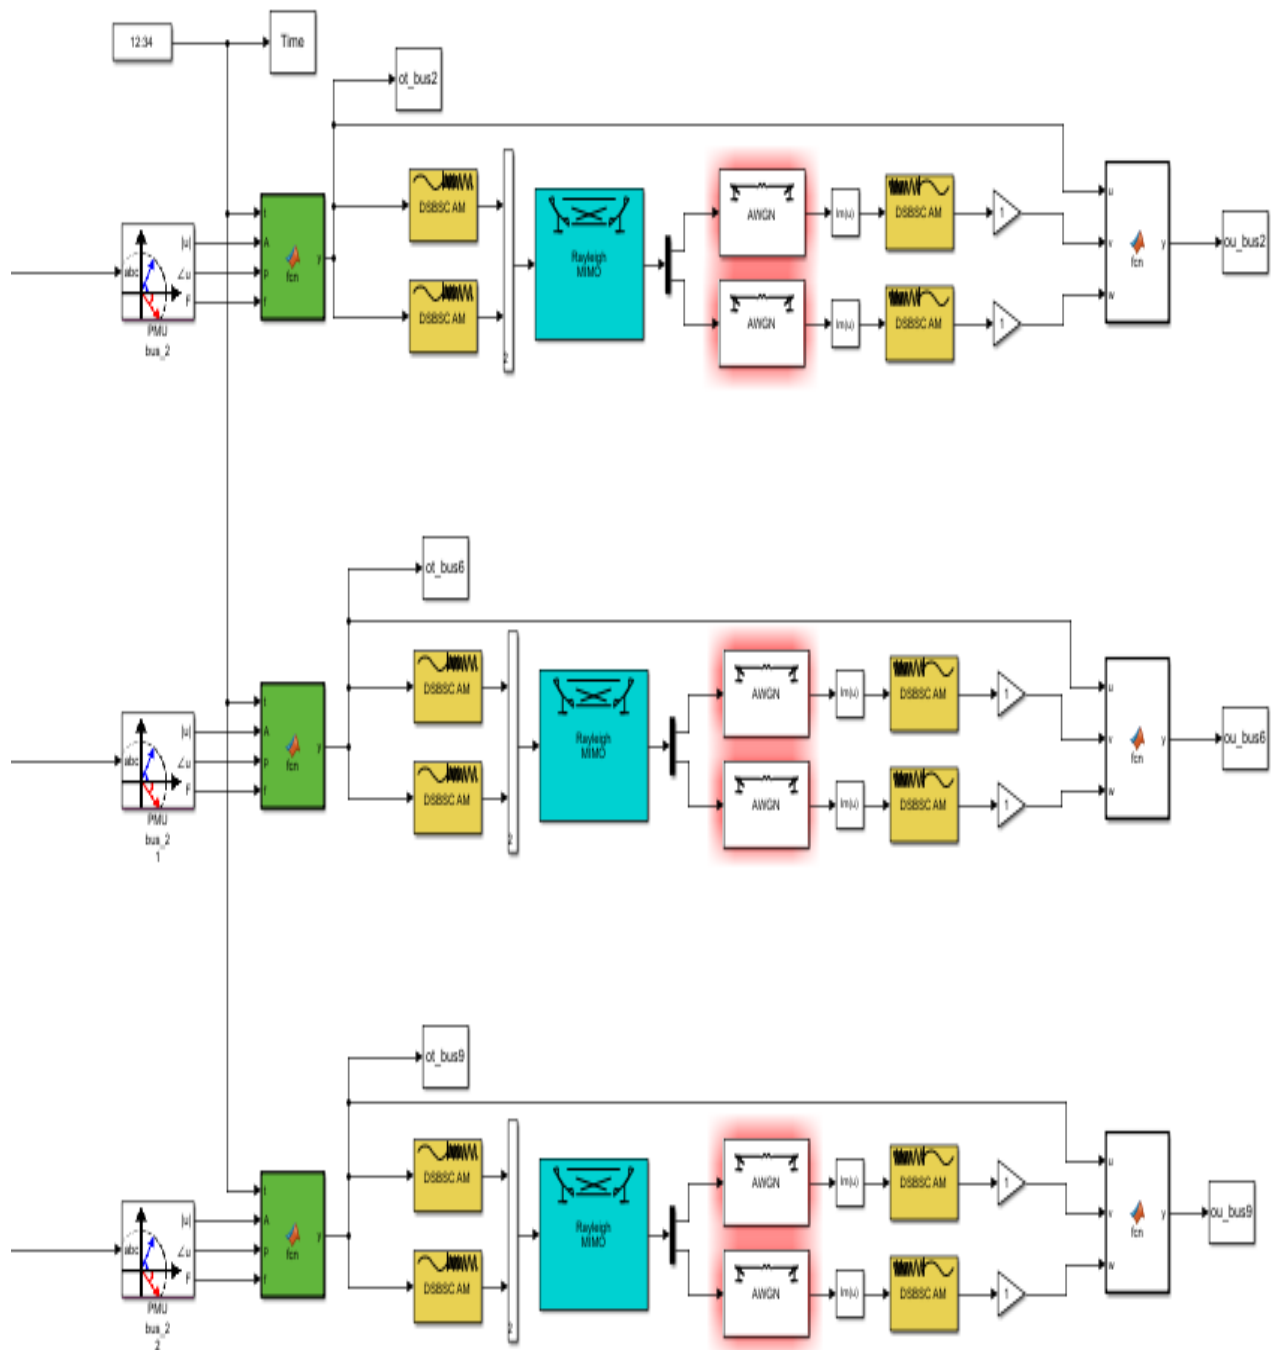 12:34
Time
ot_bus2
DSBSC AM
DSBSC AM
Rayleigh
MIMO
AWGN
AWGN
Im(u)
Im(u)
DSBSC AM
DSBSC AM
1
1
abc
|u|
∠u
F
PMU
bus_2
t
A
p
f
fcn
y
u
v
w
fcn
y
ou_bus2
ot_bus6
DSBSC AM
DSBSC AM
Rayleigh
MIMO
AWGN
AWGN
Im(u)
Im(u)
DSBSC AM
DSBSC AM
1
1
abc
|u|
∠u
F
PMU
bus_2
1
t
A
p
f
fcn
y
u
v
w
fcn
y
ou_bus6
ot_bus9
DSBSC AM
DSBSC AM
Rayleigh
MIMO
AWGN
AWGN
Im(u)
Im(u)
DSBSC AM
DSBSC AM
1
1
abc
|u|
∠u
F
PMU
bus_2
2
t
A
p
f
fcn
y
u
v
w
fcn
y
ou_bus9